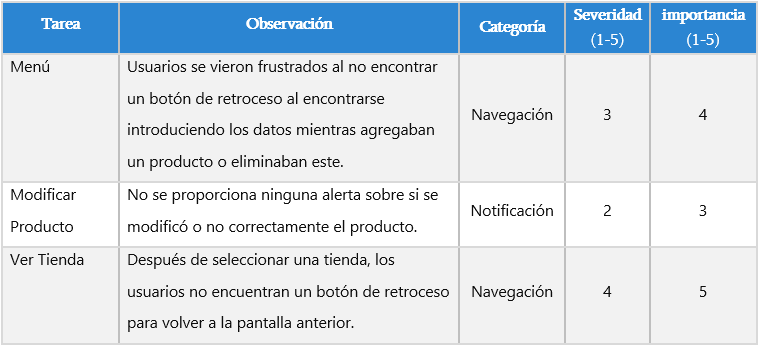 Tarea Observación Categoría Severidad (1-5) importancia (1-5)
Menú
Usuarios se vieron frustrados al no encontrar
un botón de retroceso al encontrarse
introduciendo los datos mientras agregaban
un producto o eliminaban este.
Navegación
3
4
Modificar
Producto
No se proporciona ninguna alerta sobre si se
modificó o no correctamente el producto.
Notificación
2
3
Ver Tienda
Después de seleccionar una tienda, los
usuarios no encuentran un botón de retroceso
para volver a la pantalla anterior.
Navegación
4
5